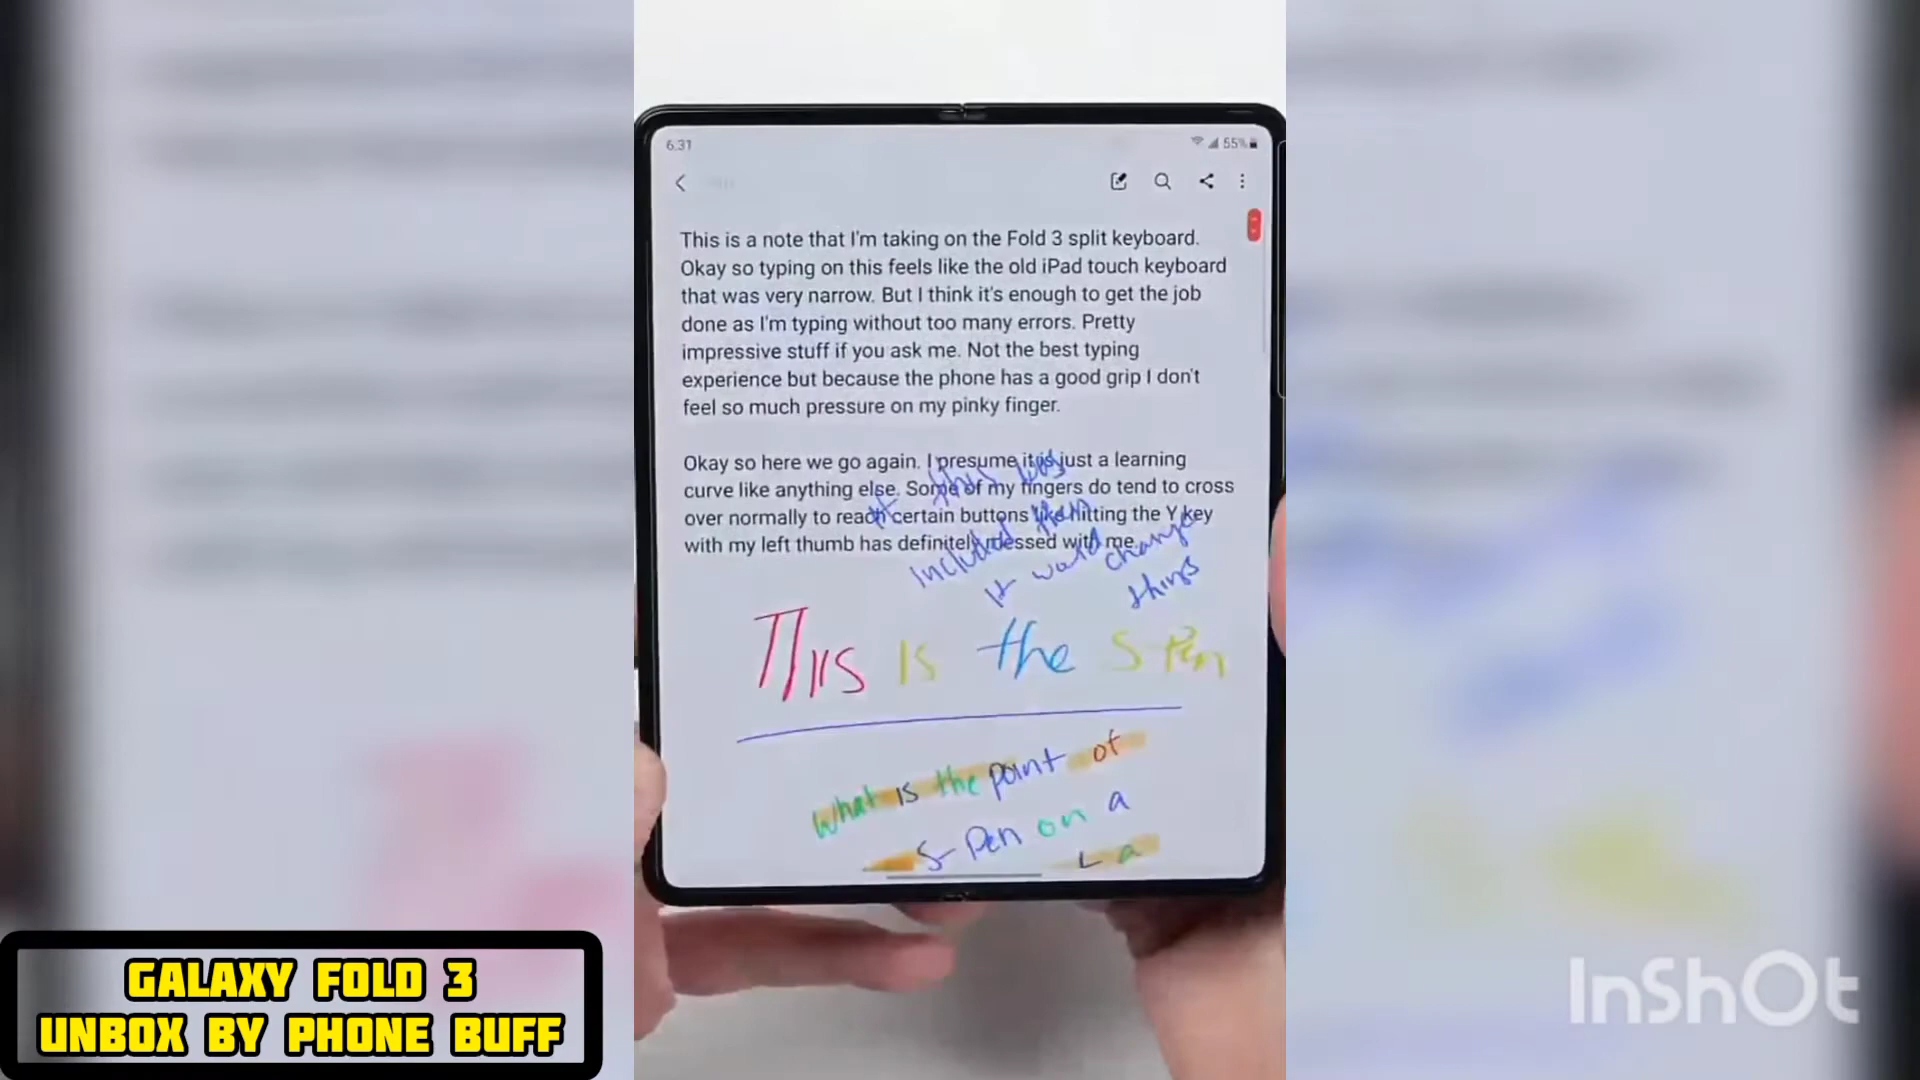 6:31
55%
This is a note that I'm taking on the Fold 3 split keyboard.
Okay so typing on this feels like the old iPad touch keyboard
that was very narrow. But I think it's enough to get the job
done as I'm typing without too many errors. Pretty
impressive stuff if you ask me. Not the best typing
experience but because the phone has a good grip I don't
feel so much pressure on my pinky finger.
Okay so here we go again. I presume it is just a learning
curve like anything else. Some of my fingers do tend to cross
over normally to reach certain buttons like hitting the Y key
with my left thumb has definitely messed with me.
If this was
included then
It would change
things
This is the S Pen
What is the point of
S-Pen on a
a
GALAXY FOLD 3
UNBOX BY PHONE BUFF
InShOt